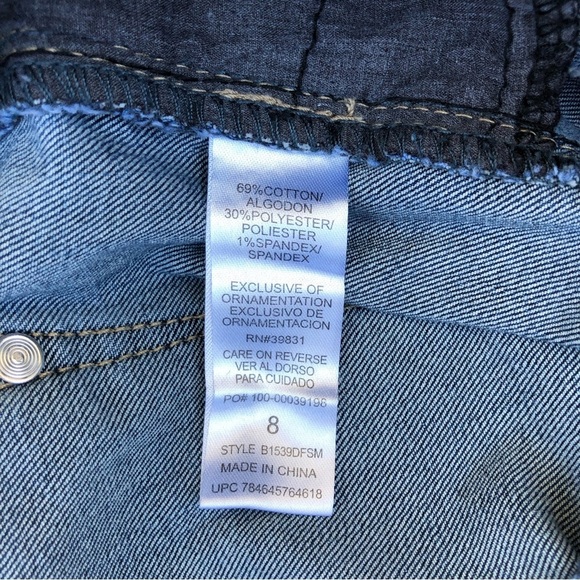 69%COTTON/
ALGODON
30%POLYESTER/
POLIESTER
1%SPANDEX/
SPANDEX
EXCLUSIVE OF
ORNAMENTATION
EXCLUSIVO DE
ORNAMENTACION
RN#39831
CARE ON REVERSE
VER AL DORSO
PARA CUIDADO
PO# 100-00039196
8
STYLE B1539DFSM
MADE IN CHINA
UPC 784645764618